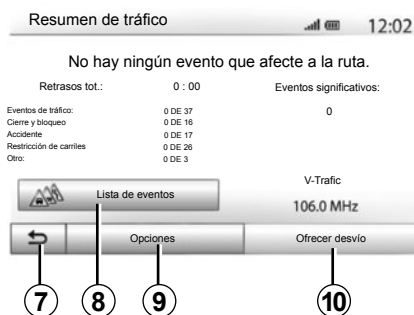 Resumen de tráfico
12:02
No hay ningún evento que afecte a la ruta.
Retrasos tot.: 0 : 00
Eventos significativos:
0
Eventos de tráfico: 0 DE 37
Cierre y bloqueo 0 DE 16
Accidente 0 DE 17
Restricción de carriles 0 DE 26
Otro: 0 DE 3
Lista de eventos
V-Trafic
106.0 MHz
Opciones
Ofrecer desvío
7 8 9 10